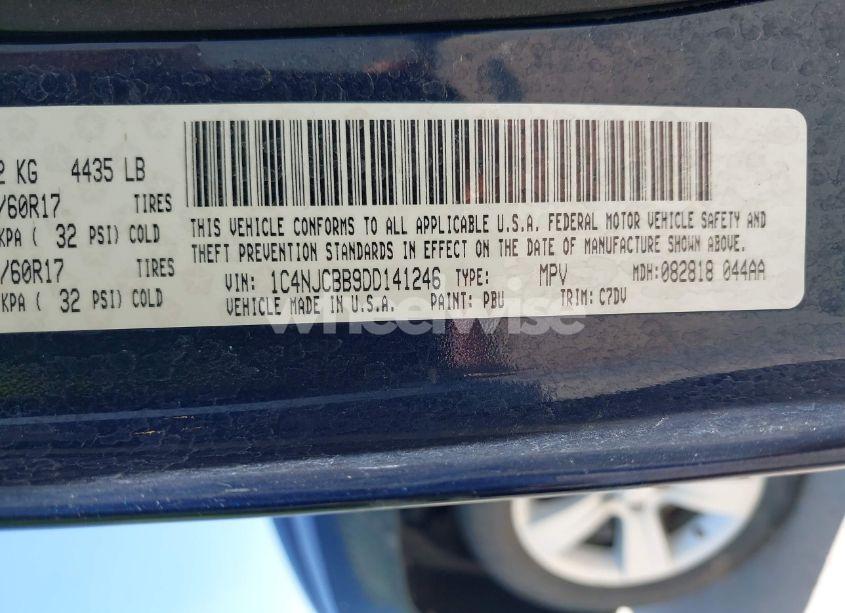 2 KG 4435 LB
/60R17 TIRES
KPA ( 32 PSI) COLD
/60R17 TIRES
KPA ( 32 PSI) COLD
THIS VEHICLE CONFORMS TO ALL APPLICABLE U.S.A. FEDERAL MOTOR VEHICLE SAFETY AND
THEFT PREVENTION STANDARDS IN EFFECT ON THE DATE OF MANUFACTURE SHOWN ABOVE.
VIN: 1C4NJCBB9DD141246 TYPE: MPV MDH:082818 044AA
VEHICLE MADE IN U.S.A. PAINT: PBU TRIM: C7DV
wheelwise